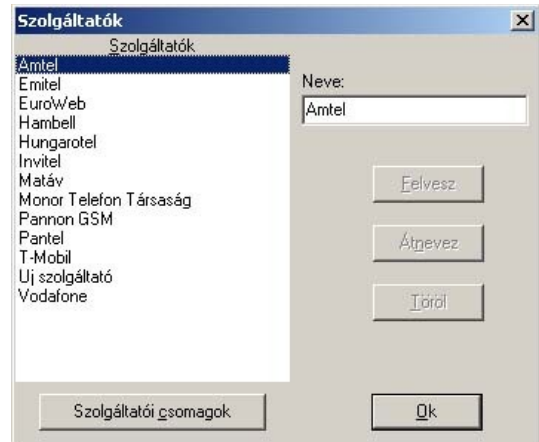 Szolgáltatók
Szolgáltatók
Amtel
Emitel
EuroWeb
Hambell
Hungarotel
Invitel
Matáv
Monor Telefon Társaság
Pannon GSM
Pantel
T-Mobil
Uj szolgáltató
Vodafone
Neve:
Amtel
Felvesz
Átnevez
Töröl
Szolgáltatói csomagok
Ok